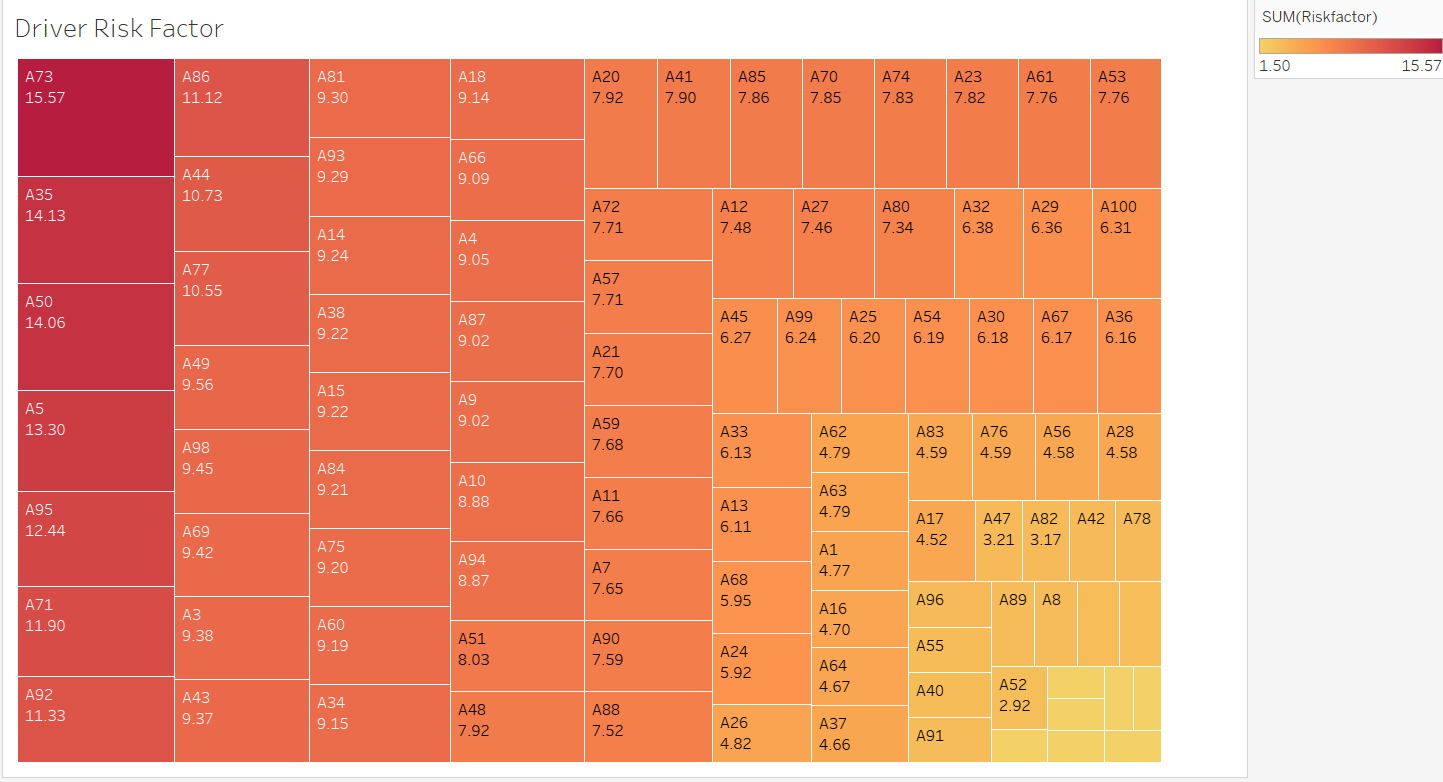 Driver Risk Factor
SUM(Riskfactor)
1.50 15.57
A73
15.57
A35
14.13
A50
14.06
A5
13.30
A95
12.44
A71
11.90
A92
11.33
A86
11.12
A44
10.73
A77
10.55
A49
9.56
A98
9.45
A69
9.42
A3
9.38
A43
9.37
A81
9.30
A93
9.29
A14
9.24
A38
9.22
A15
9.22
A84
9.21
A75
9.20
A60
9.19
A34
9.15
A18
9.14
A66
9.09
A4
9.05
A87
9.02
A9
9.02
A10
8.88
A94
8.87
A51
8.03
A48
7.92
A20
7.92
A41
7.90
A85
7.86
A70
7.85
A74
7.83
A23
7.82
A61
7.76
A53
7.76
A72
7.71
A57
7.71
A21
7.70
A59
7.68
A11
7.66
A7
7.65
A90
7.59
A88
7.52
A12
7.48
A27
7.46
A80
7.34
A32
6.38
A29
6.36
A100
6.31
A45
6.27
A99
6.24
A25
6.20
A54
6.19
A30
6.18
A67
6.17
A36
6.16
A33
6.13
A13
6.11
A68
5.95
A24
5.92
A26
4.82
A62
4.79
A63
4.79
A1
4.77
A16
4.70
A64
4.67
A37
4.66
A83
4.59
A76
4.59
A56
4.58
A28
4.58
A17
4.52
A47
3.21
A82
3.17
A42
A78
A96
A55
A40
A91
A89
A8
A52
2.92